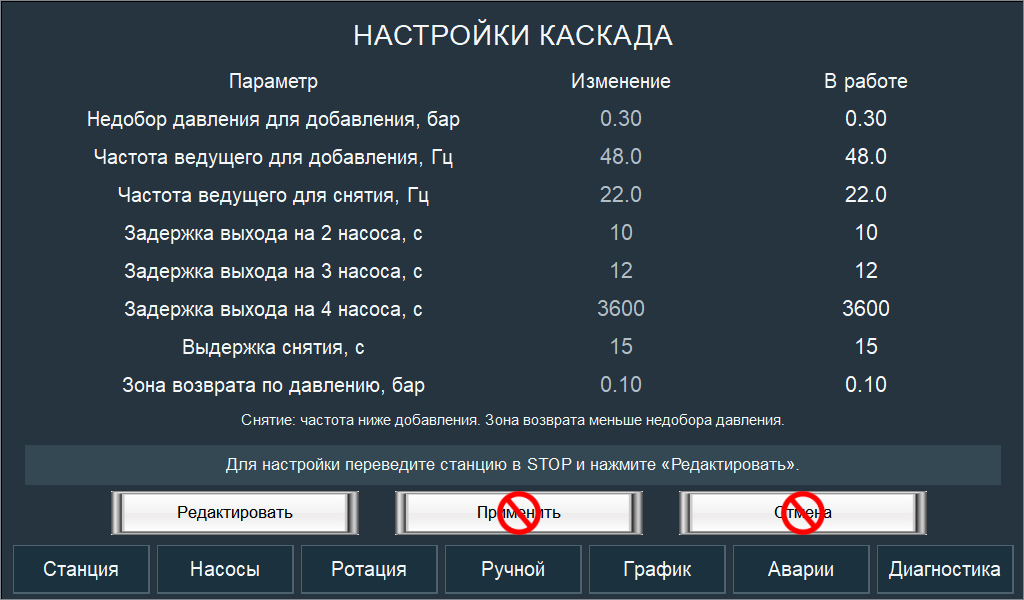 НАСТРОЙКИ КАСКАДА
Параметр Изменение В работе
Недобор давления для добавления, бар 0.30 0.30
Частота ведущего для добавления, Гц 48.0 48.0
Частота ведущего для снятия, Гц 22.0 22.0
Задержка выхода на 2 насоса, с 10 10
Задержка выхода на 3 насоса, с 12 12
Задержка выхода на 4 насоса, с 3600 3600
Выдержка снятия, с 15 15
Зона возврата по давлению, бар 0.10 0.10
Снятие: частота ниже добавления. Зона возврата меньше недобора давления.
Для настройки переведите станцию в STOP и нажмите «Редактировать».
Редактировать Применить Отмена
Станция Насосы Ротация Ручной График Аварии Диагностика